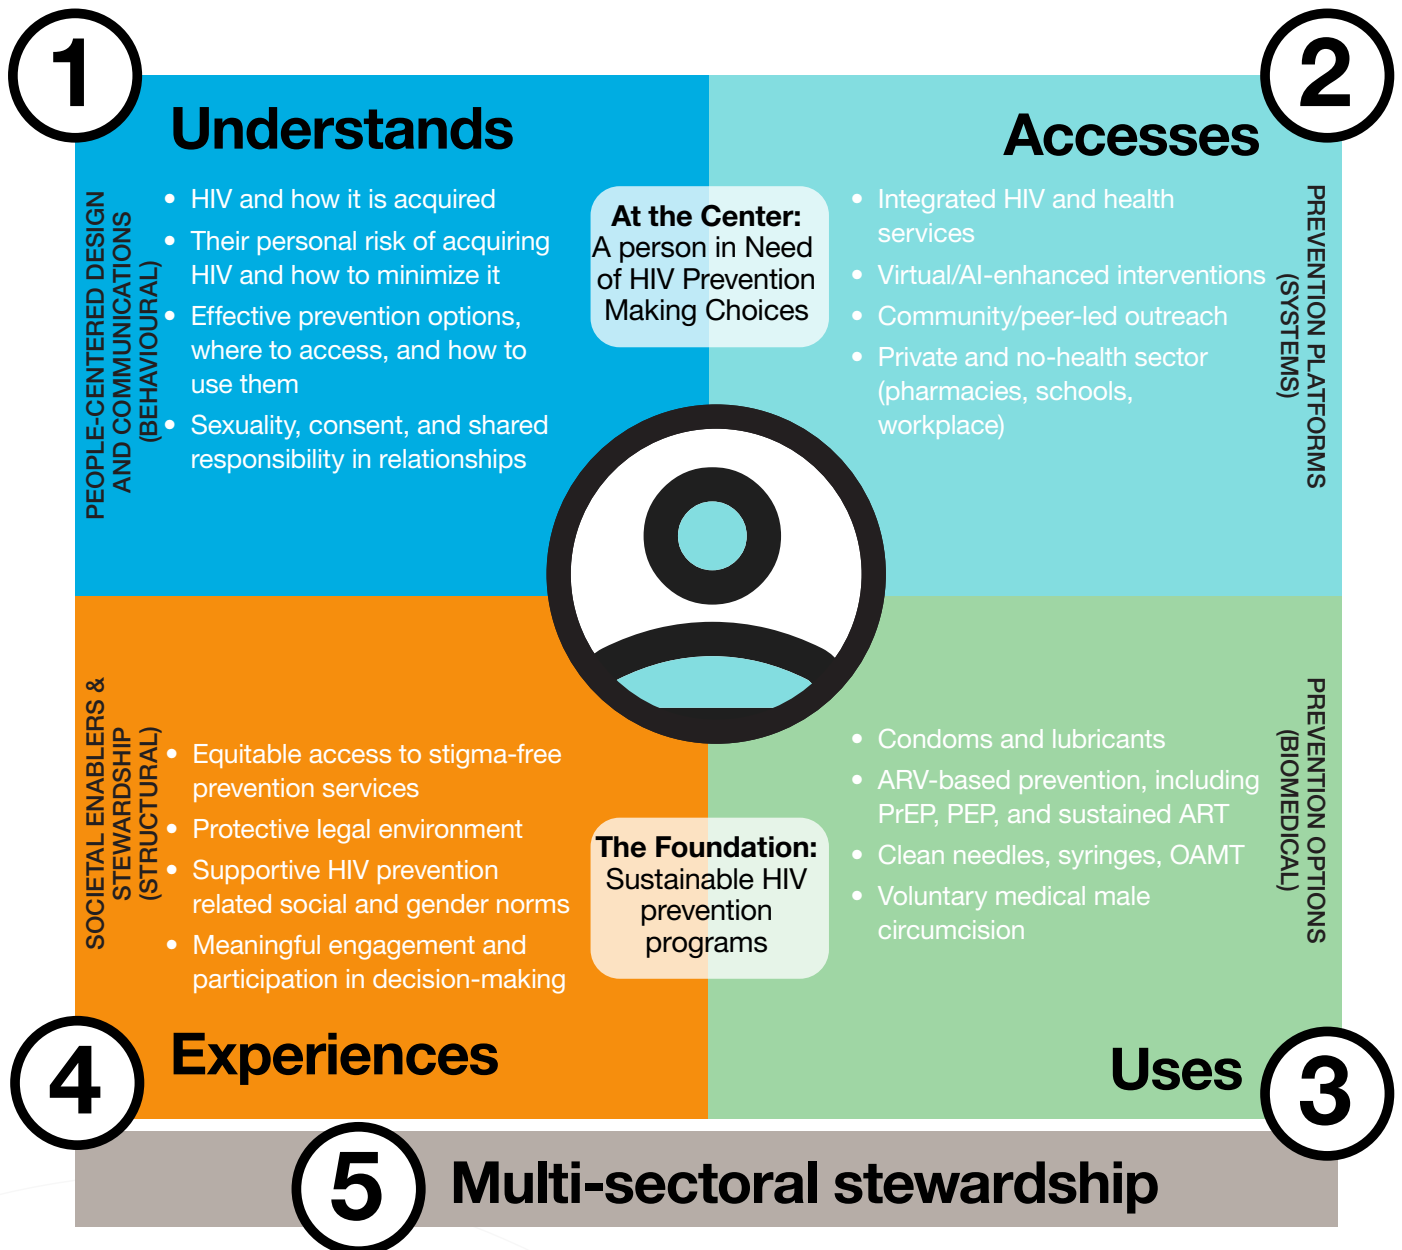 1
Understands
PEOPLE-CENTERED DESIGN
AND COMMUNICATIONS
(BEHAVIOURAL)
• HIV and how it is acquired
• Their personal risk of acquiring
HIV and how to minimize it
• Effective prevention options,
where to access, and how to
use them
• Sexuality, consent, and shared
responsibility in relationships
At the Center:
A person in Need
of HIV Prevention
Making Choices
2
Accesses
• Integrated HIV and health
services
• Virtual/AI-enhanced interventions
• Community/peer-led outreach
• Private and no-health sector
(pharmacies, schools,
workplace)
PREVENTION PLATFORMS
(SYSTEMS)
SOCIETAL ENABLERS &
STEWARDSHIP
(STRUCTURAL)
• Equitable access to stigma-free
prevention services
• Protective legal environment
• Supportive HIV prevention
related social and gender norms
• Meaningful engagement and
participation in decision-making
4
Experiences
The Foundation:
Sustainable HIV
prevention
programs
• Condoms and lubricants
• ARV-based prevention, including
PrEP, PEP, and sustained ART
• Clean needles, syringes, OAMT
• Voluntary medical male
circumcision
PREVENTION OPTIONS
(BIOMEDICAL)
Uses
3
5
Multi-sectoral stewardship